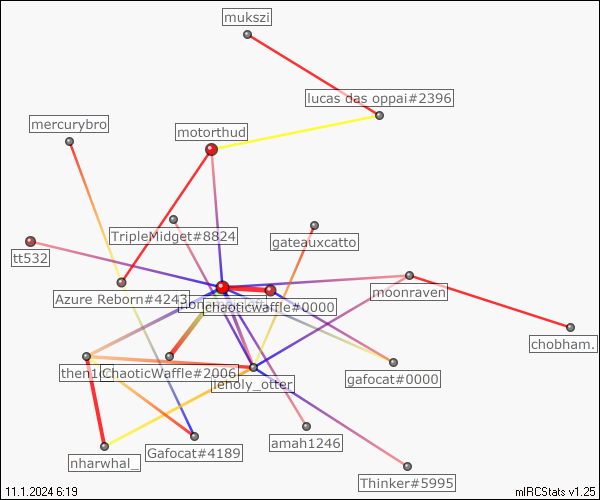 mukszi
lucas das oppai#2396
mercurybro
motorthud
TripleMidget#8824
gateauxcatto
tt532
moonraven
Azure Reborn#4243
chaoticwaffle#0000
chobham.
ChaoticWaffle#2006
gafocat#0000
leholy_otter
amah1246
Gafocat#4189
nharwhal_
Thinker#5995
11.1.2024 6:19
mIRCStats v1.25